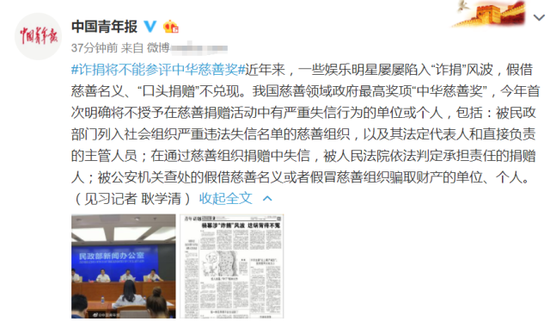 中国青年报
中国青年报
37分钟前 来自 微博
#诈捐将不能参评中华慈善奖#近年来，一些娱乐明星屡屡陷入“诈捐”风波，假借
慈善名义、“口头捐赠”不兑现。我国慈善领域政府最高奖项“中华慈善奖”，今年首
次明确将不授予在慈善捐赠活动中有严重失信行为的单位或个人，包括：被民政
部门列入社会组织严重违法失信名单的慈善组织，以及其法定代表人和直接负责
的主管人员；在通过慈善组织捐赠中失信，被人民法院依法判定承担责任的捐赠
人；被公安机关查处的假借慈善名义或者假冒慈善组织骗取财产的单位、个人。
（见习记者 耿学清） 收起全文
民政部新闻办公室